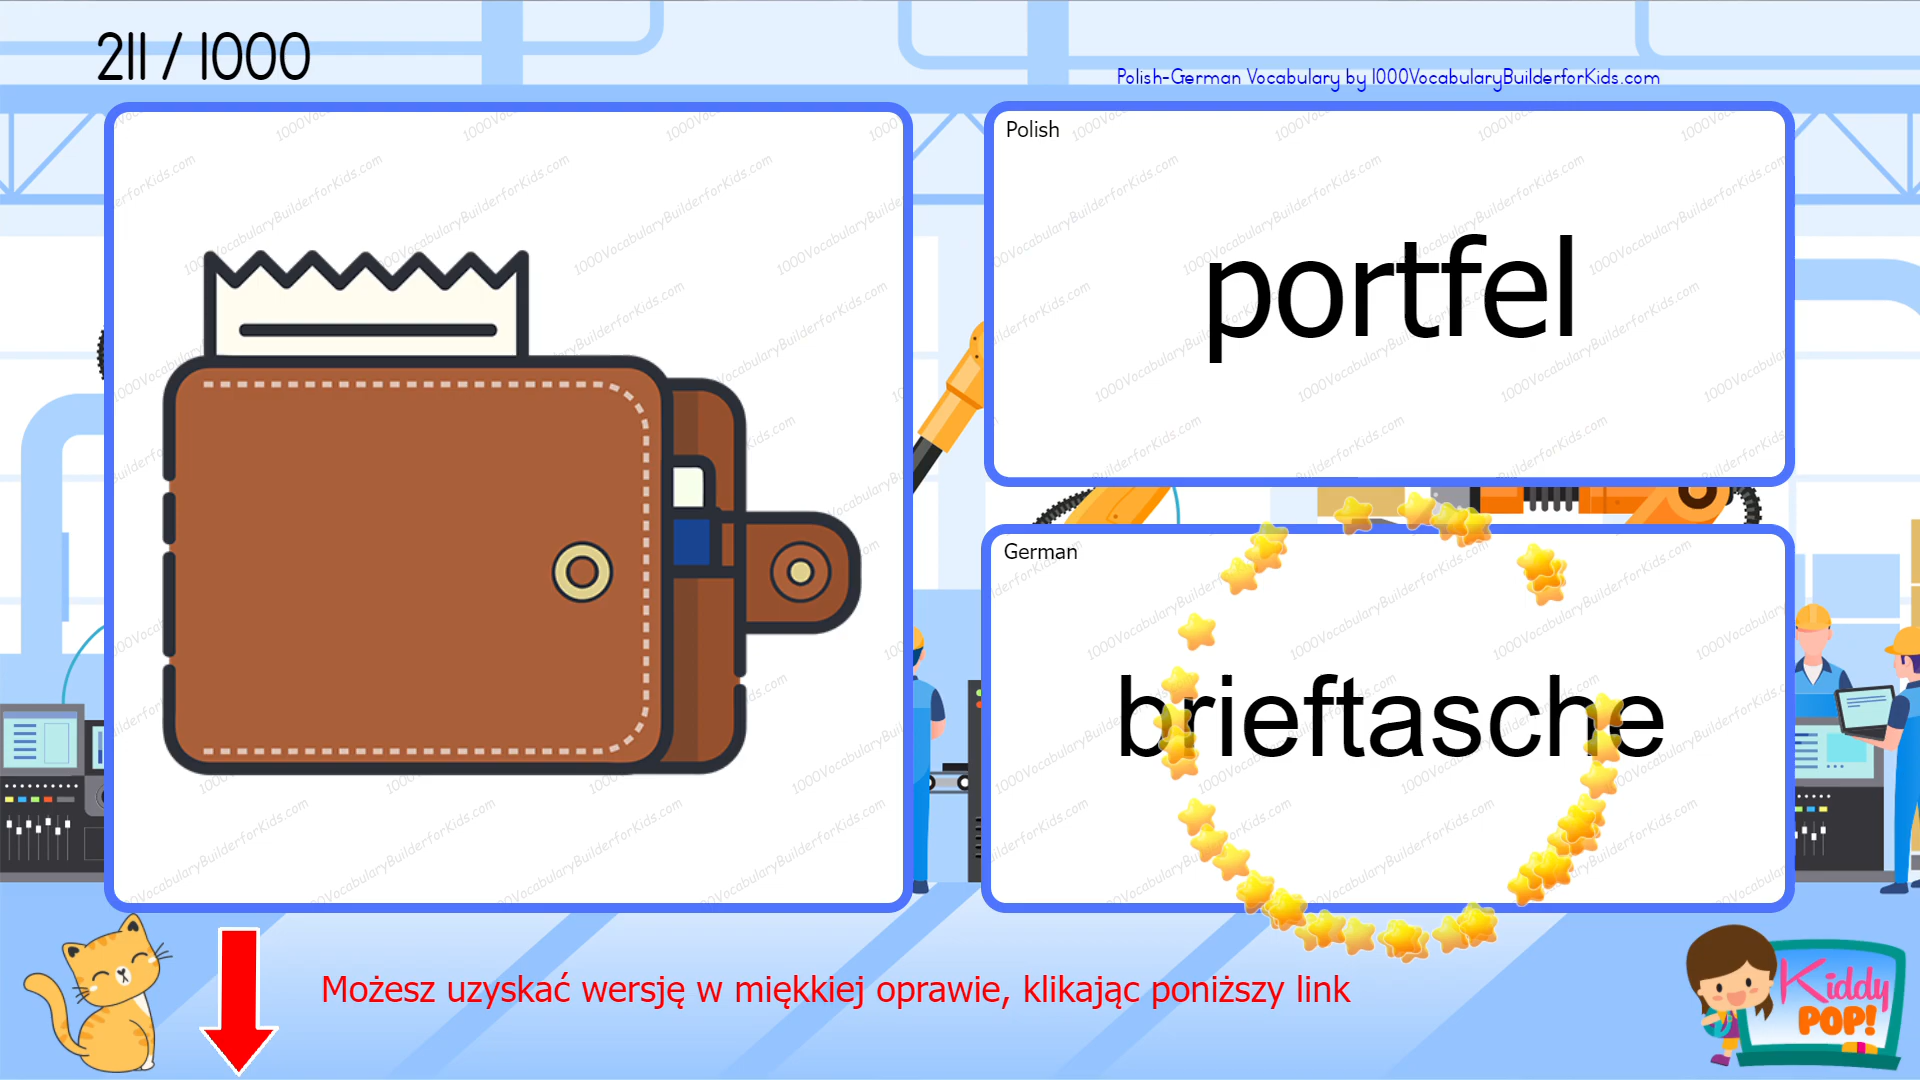 211 / 1000
Polish-German Vocabulary by 1000VocabularyBuilderforKids.com
Polish
portfel
German
brieftasche
Możesz uzyskać wersję w miękkiej oprawie, klikając poniższy link
Kiddy
POP!